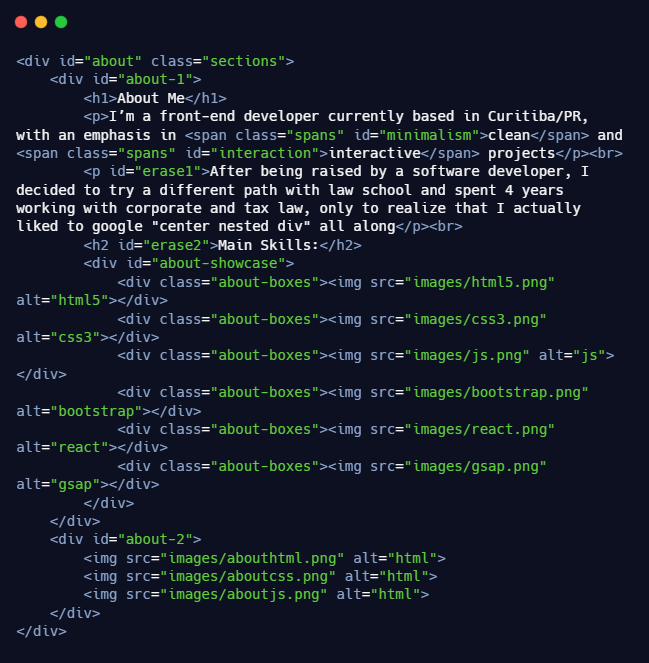 <div id="about" class="sections">
    <div id="about-1">
        <h1>About Me</h1>
        <p>I’m a front-end developer currently based in Curitiba/PR,
with an emphasis in <span class="spans" id="minimalism">clean</span> and
<span class="spans" id="interaction">interactive</span> projects</p><br>
        <p id="erase1">After being raised by a software developer, I
decided to try a different path with law school and spent 4 years
working with corporate and tax law, only to realize that I actually
liked to google "center nested div" all along</p><br>
        <h2 id="erase2">Main Skills:</h2>
        <div id="about-showcase">
            <div class="about-boxes"><img src="images/html5.png"
alt="html5"></div>
            <div class="about-boxes"><img src="images/css3.png"
alt="css3"></div>
            <div class="about-boxes"><img src="images/js.png" alt="js">
</div>
            <div class="about-boxes"><img src="images/bootstrap.png"
alt="bootstrap"></div>
            <div class="about-boxes"><img src="images/react.png"
alt="react"></div>
            <div class="about-boxes"><img src="images/gsap.png"
alt="gsap"></div>
        </div>
    </div>
    <div id="about-2">
        <img src="images/abouthtml.png" alt="html">
        <img src="images/aboutcss.png" alt="html">
        <img src="images/aboutjs.png" alt="html">
    </div>
</div>